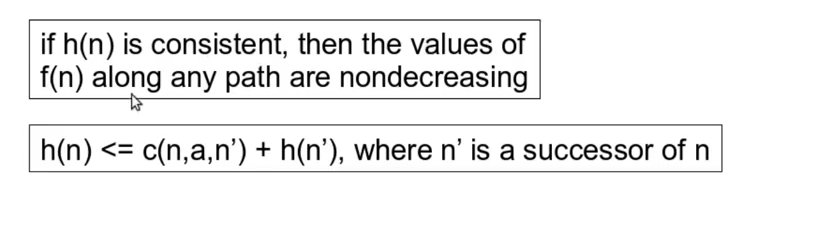 if h(n) is consistent, then the values of
f(n) along any path are nondecreasing
h(n) <= c(n,a,n’) + h(n’), where n’ is a successor of n